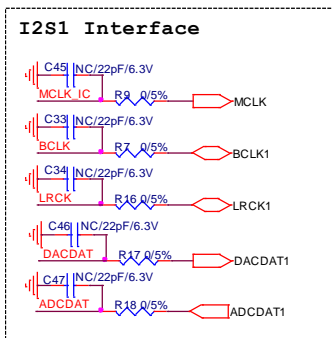 I2S1 Interface
C45 NC/22pF/6.3V
MCLK_IC R9 0/5% MCLK
C33 NC/22pF/6.3V
BCLK R7 0/5% BCLK1
C34 NC/22pF/6.3V
LRCK R16 0/5% LRCK1
C46 NC/22pF/6.3V
DACDAT R17 0/5% DACDAT1
C47 NC/22pF/6.3V
ADCDAT R18 0/5% ADCDAT1